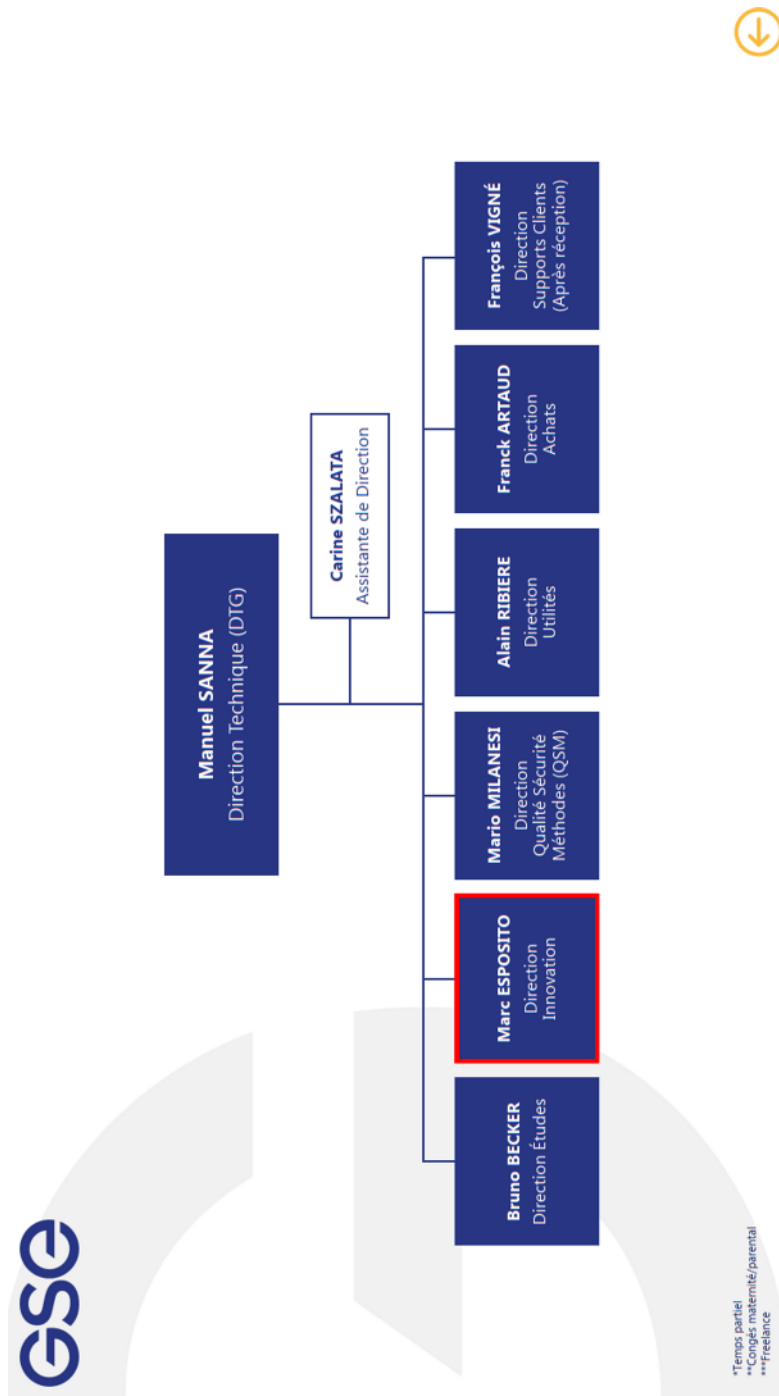 GSE
Manuel SANNA
Direction Technique (DTG)
Carine SZALATA
Assistante de Direction
Bruno BECKER
Direction Études
Marc ESPOSITO
Direction
Innovation
Mario MILANESI
Direction
Qualité Sécurité
Méthodes (QSM)
Alain RIBIERE
Direction
Utilités
Franck ARTAUD
Direction
Achats
François VIGNÉ
Direction
Supports Clients
(Après réception)
*Temps partiel
**Congés maternité/parental
***Freelance